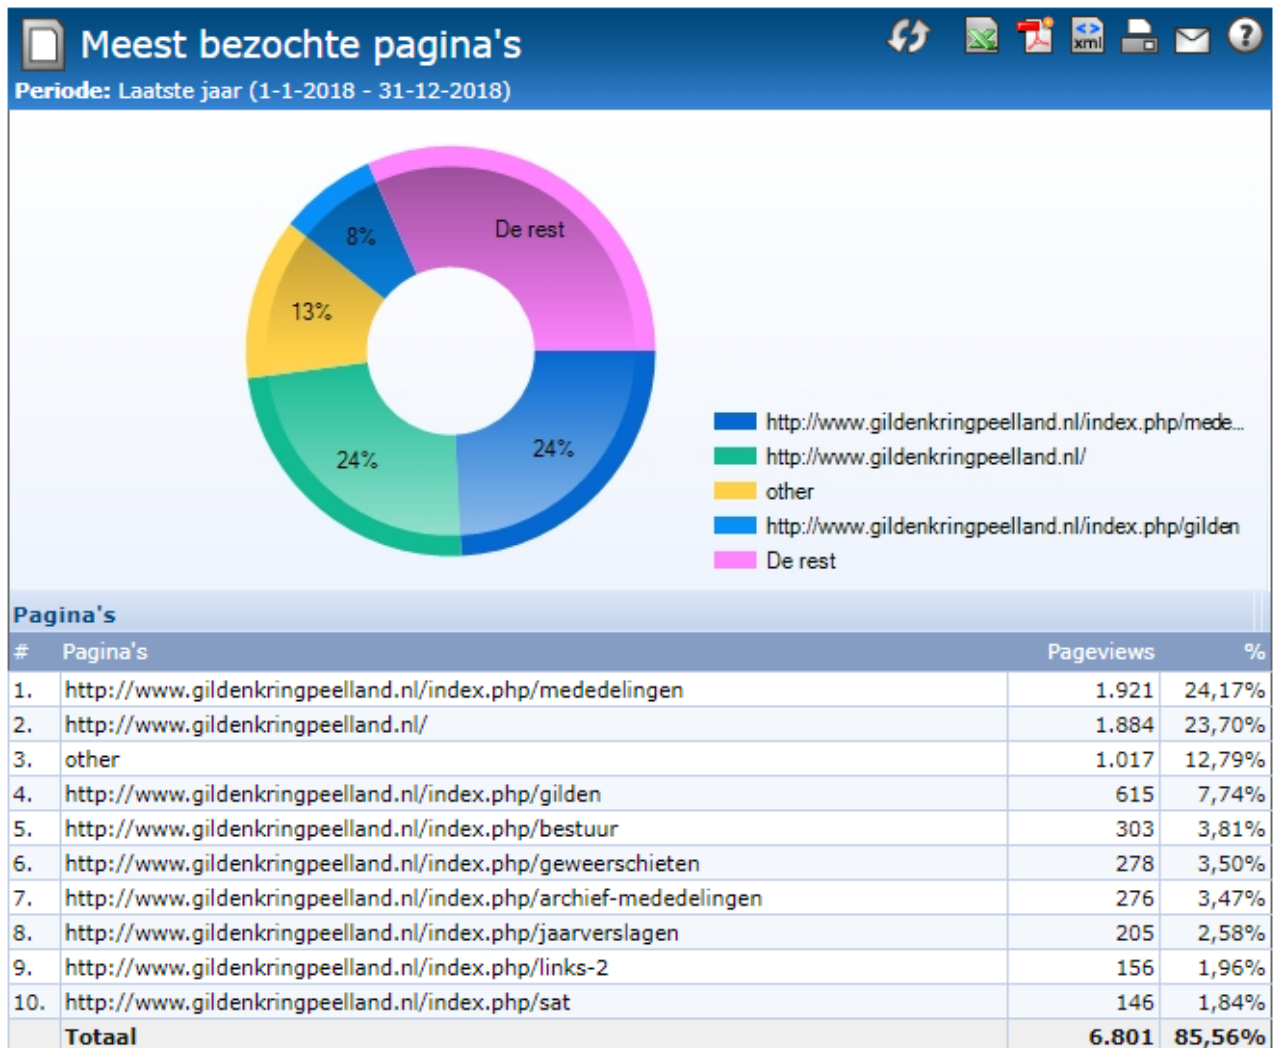 Meest bezochte pagina's
xml
?
Periode: Laatste jaar (1-1-2018 - 31-12-2018)
De rest
8%
13%
24%
24%
http://www.gildenkringpeelland.nl/index.php/mede...
http://www.gildenkringpeelland.nl/
other
http://www.gildenkringpeelland.nl/index.php/gilden
De rest
Pagina's
# Pagina's Pageviews %
1. http://www.gildenkringpeelland.nl/index.php/mededelingen 1.921 24,17%
2. http://www.gildenkringpeelland.nl/ 1.884 23,70%
3. other 1.017 12,79%
4. http://www.gildenkringpeelland.nl/index.php/gilden 615 7,74%
5. http://www.gildenkringpeelland.nl/index.php/bestuur 303 3,81%
6. http://www.gildenkringpeelland.nl/index.php/geweerschieten 278 3,50%
7. http://www.gildenkringpeelland.nl/index.php/archief-mededelingen 276 3,47%
8. http://www.gildenkringpeelland.nl/index.php/jaarverslagen 205 2,58%
9. http://www.gildenkringpeelland.nl/index.php/links-2 156 1,96%
10. http://www.gildenkringpeelland.nl/index.php/sat 146 1,84%
Totaal 6.801 85,56%